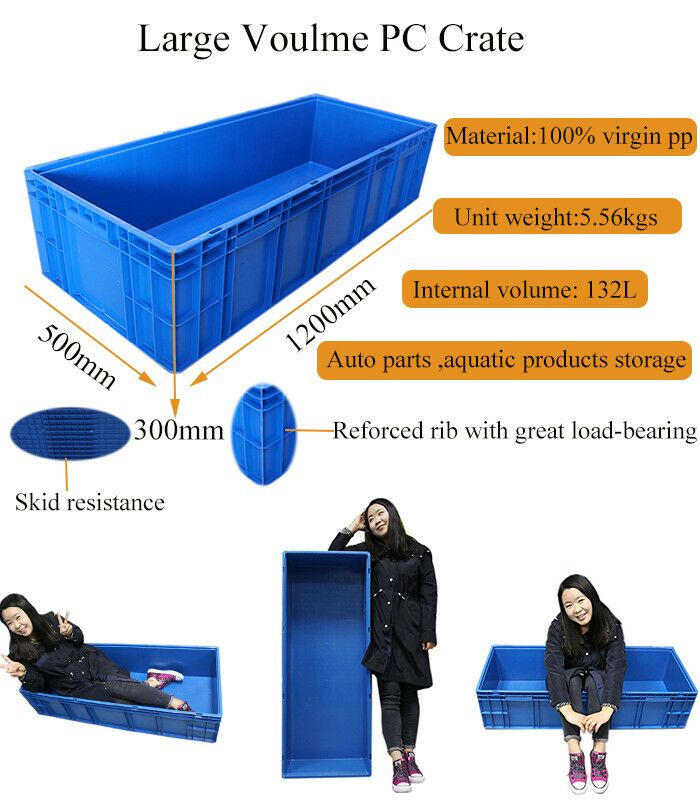 Large Voulme PC Crate
Material:100% virgin pp
Unit weight:5.56kgs
Internal volume: 132L
1200mm
500mm
Auto parts ,aquatic products storage
300mm
Reforced rib with great load-bearing
Skid resistance